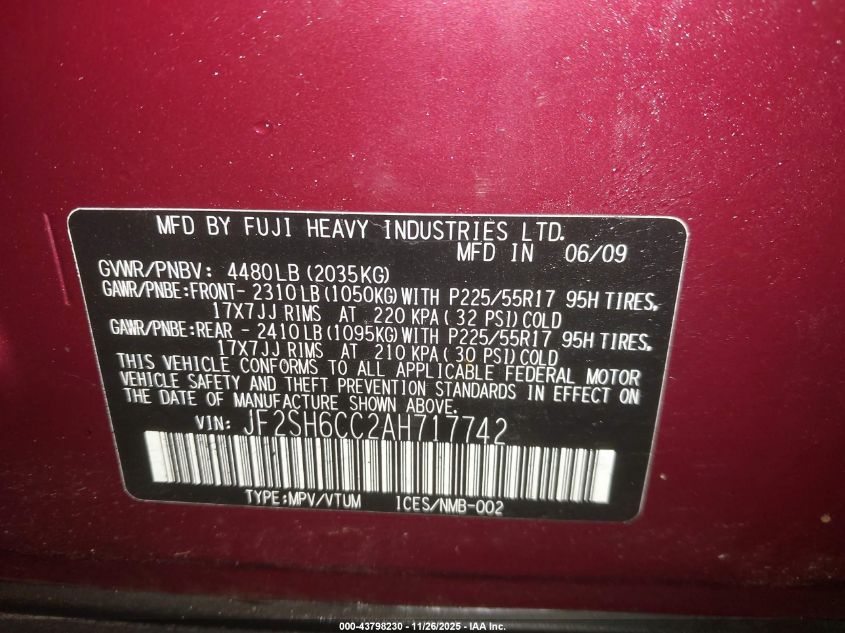 MFD BY FUJI HEAVY INDUSTRIES LTD.
MFD IN 06/09
GVWR/PNBV: 4480LB (2035KG)
GAWR/PNBE:FRONT- 2310LB (1050KG) WITH P225/55R17 95H TIRES,
17X7JJ RIMS AT 220 KPA (32 PSI) COLD
GAWR/PNBE:REAR - 2410LB (1095KG) WITH P225/55R17 95H TIRES,
17X7JJ RIMS AT 210 KPA (30 PSI) COLD
THIS VEHICLE CONFORMS TO ALL APPLICABLE FEDERAL MOTOR
VEHICLE SAFETY AND THEFT PREVENTION STANDARDS IN EFFECT ON
THE DATE OF MANUFACTURE SHOWN ABOVE.
VIN: JF2SH6CC2AH717742
TYPE:MPV/VTUM ICES/NMB-002
000-43798230 - 11/26/2025 - IAA Inc.